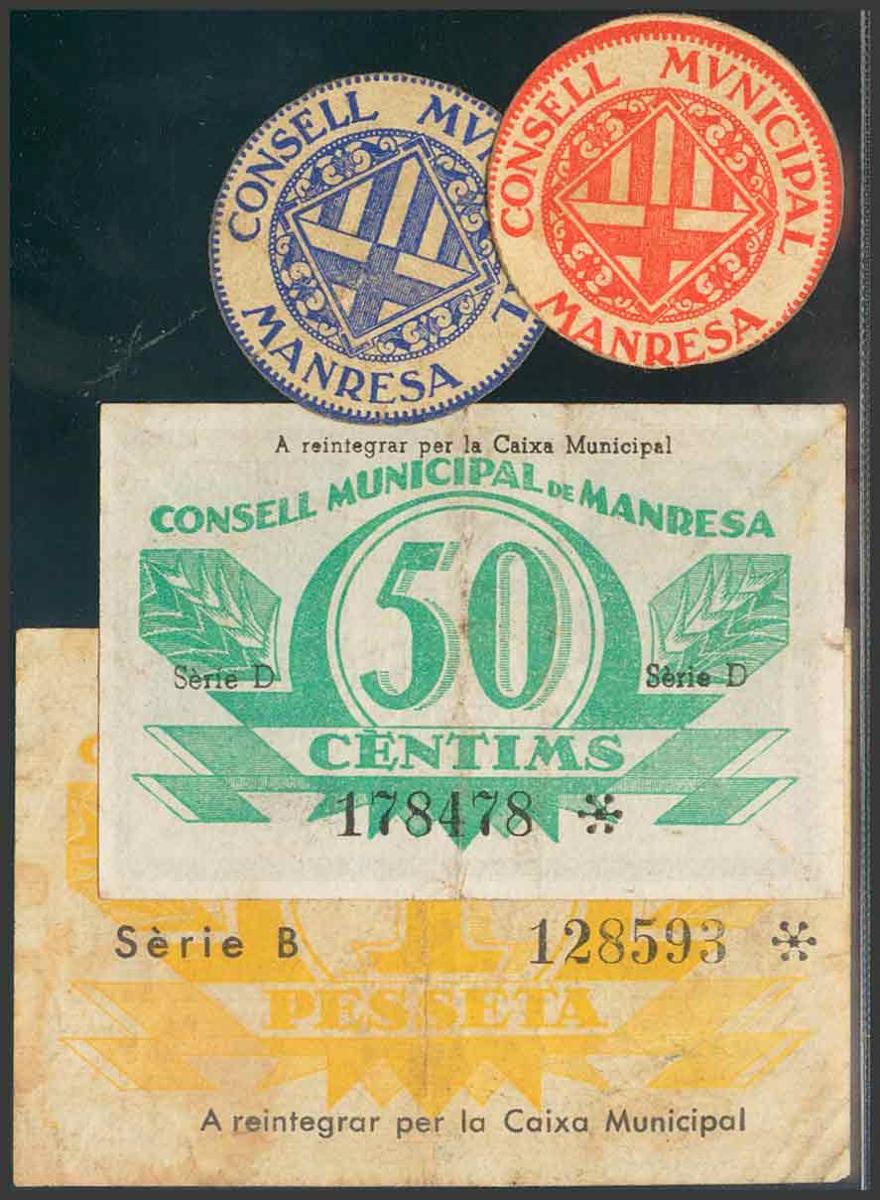 CONSELL MVN
L
MANRESA
CONSELL MVNICIPAL
MANRESA
A reintegrar per la Caixa Municipal
CONSELL MUNICIPAL DE MANRESA
50
Sèrie D
Sèrie D
CÈNTIMS
178478
Sèrie B
128593
PESSETA
A reintegrar per la Caixa Municipal